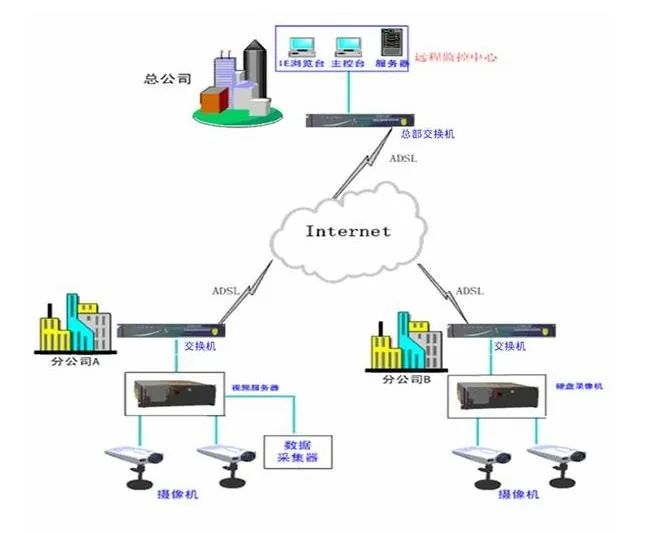 IE浏览台 主控台 服务器
远程监控中心
总公司
总部交换机
ADSL
Internet
ADSL
ADSL
交换机
交换机
分公司A
分公司B
视频服务器
硬盘录像机
数据
采集器
摄像机
摄像机